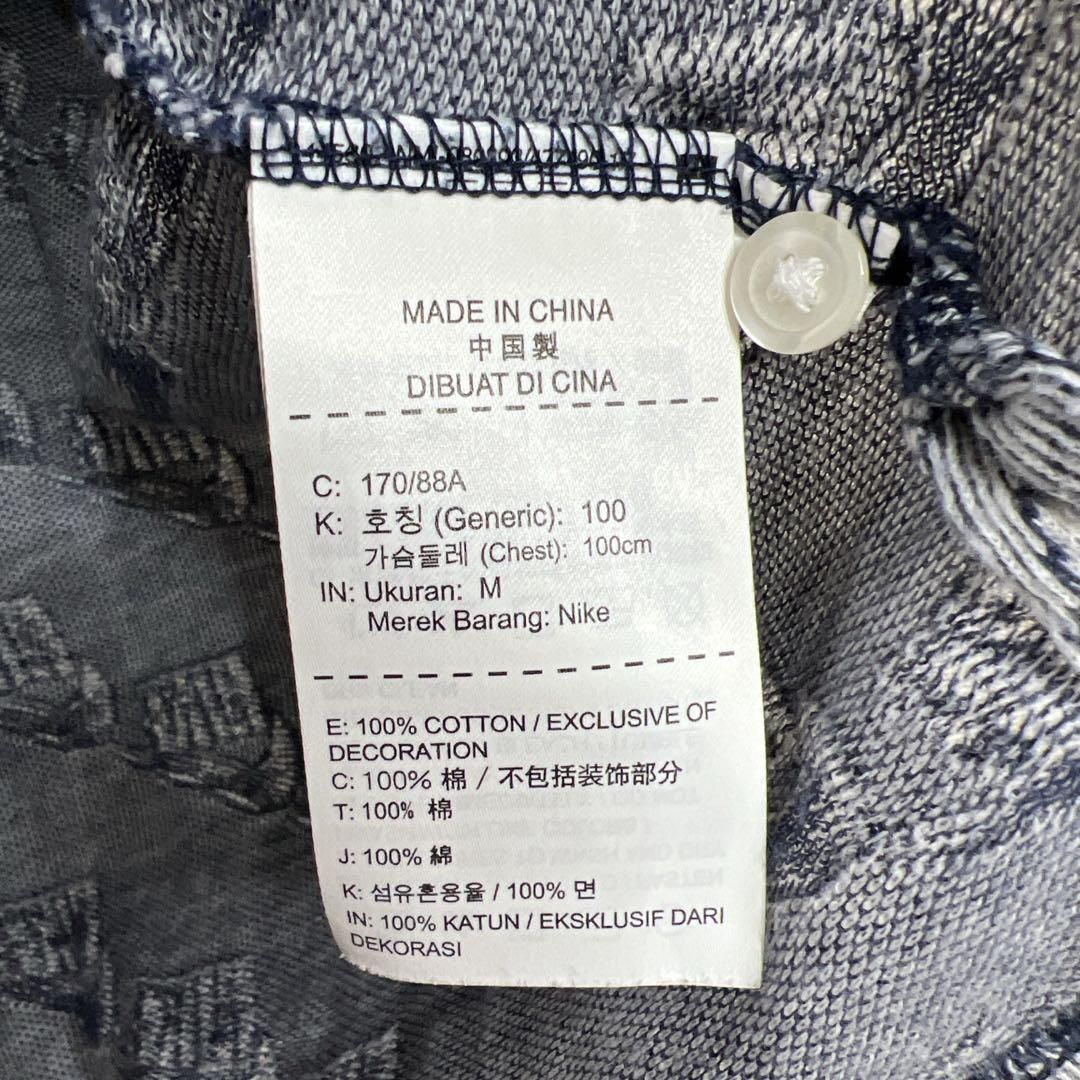 MADE IN CHINA
中国製
DIBUAT DI CINA
C: 170/88A
K: 호칭 (Generic): 100
가슴둘레 (Chest): 100cm
IN: Ukuran: M
Merek Barang: Nike
E: 100% COTTON / EXCLUSIVE OF
DECORATION
C: 100% 棉 / 不包括装饰部分
T: 100% 棉
J: 100% 綿
K: 섬유혼용율 / 100% 면
IN: 100% KATUN / EKSKLUSIF DARI
DEKORASI